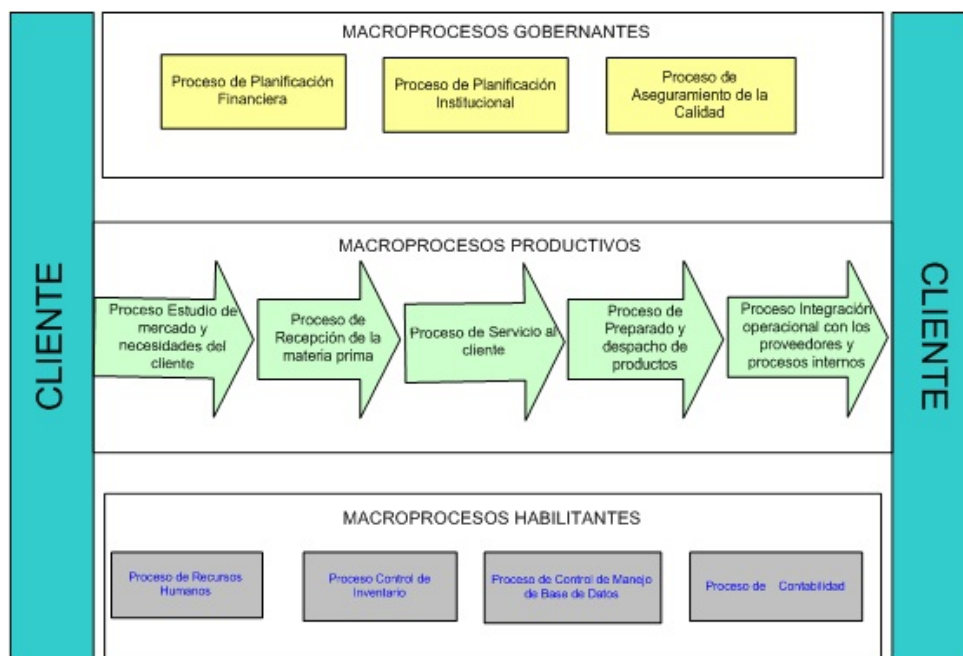 CLIENTE
MACROPROCESOS GOBERNANTES
Proceso de Planificación
Financiera
Proceso de Planificación
Institucional
Proceso de
Aseguramiento de la
Calidad
MACROPROCESOS PRODUCTIVOS
Proceso Estudio de
mercado y
necesidades del
cliente
Proceso de
Recepción de la
materia prima
Proceso de Servicio al
cliente
Proceso de
Preparado y
despacho de
productos
Proceso Integración
operacional con los
proveedores y
procesos internos
MACROPROCESOS HABILITANTES
Proceso de Recursos
Humanos
Proceso Control de
Inventario
Proceso de Control de Manejo
de Base de Datos
Proceso de Contabilidad
CLIENTE